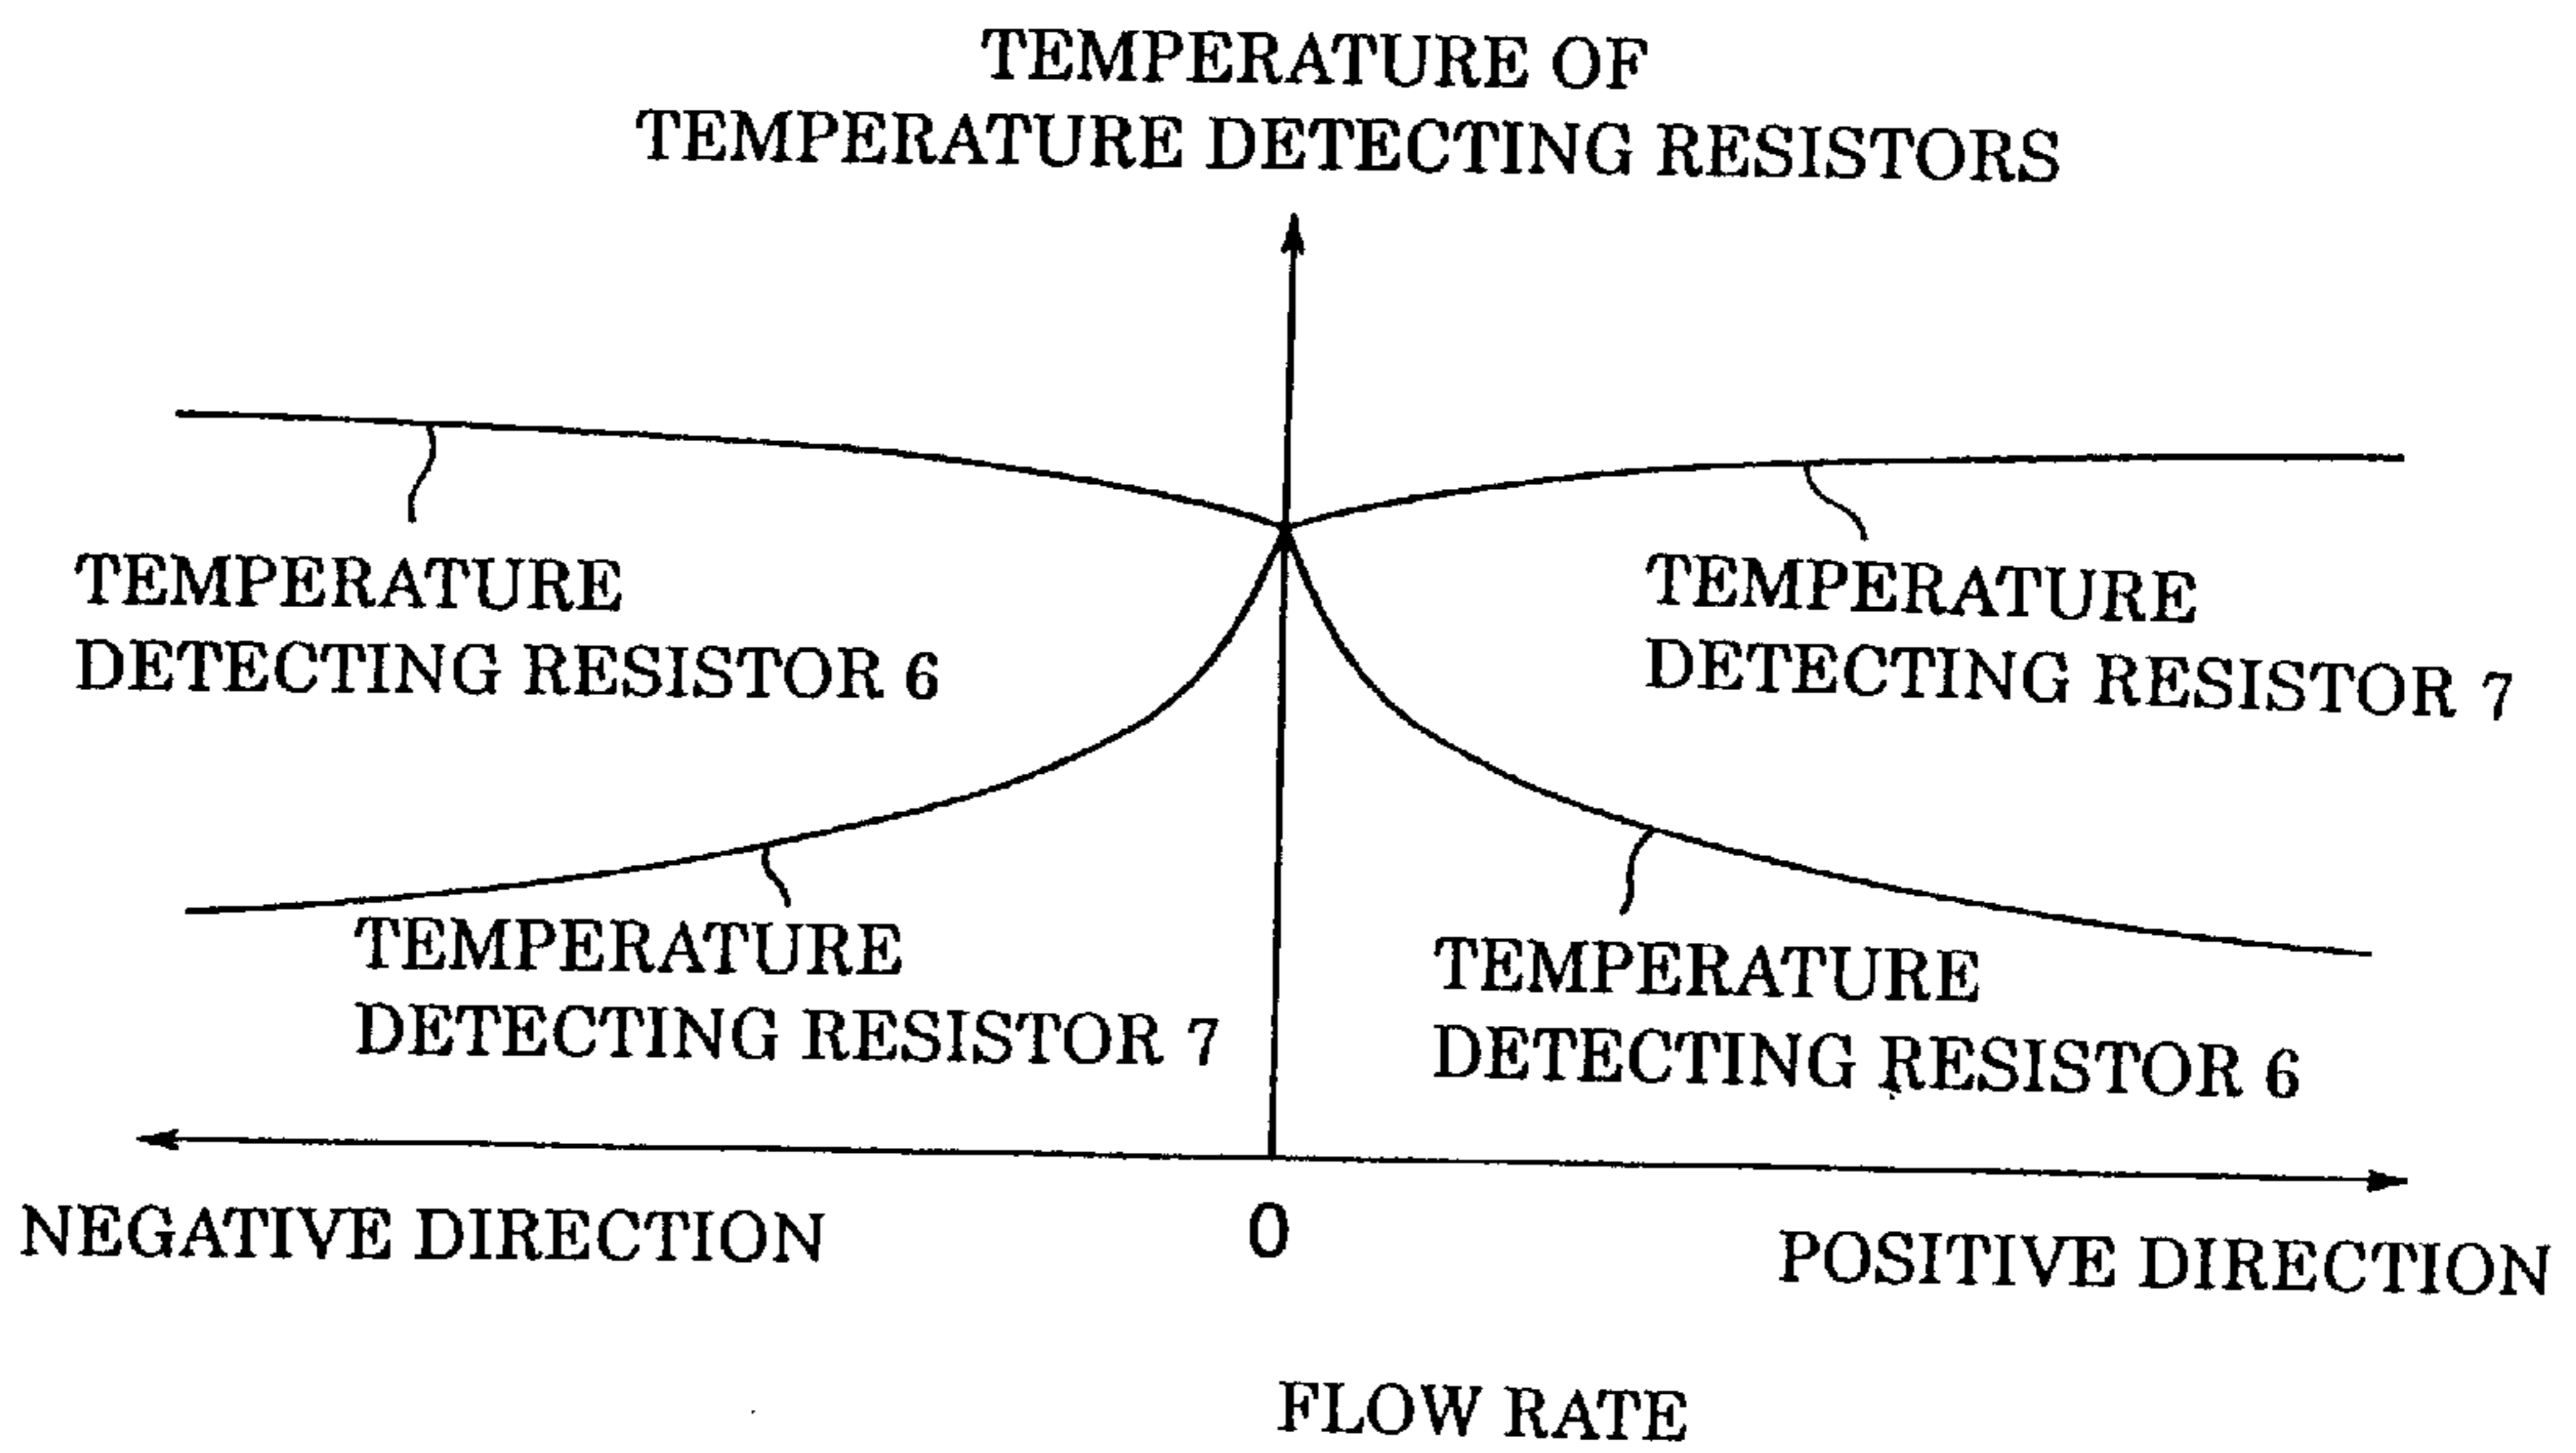 TEMPERATURE OF
TEMPERATURE DETECTING RESISTORS
TEMPERATURE
DETECTING RESISTOR 6
TEMPERATURE
DETECTING RESISTOR 7
TEMPERATURE
DETECTING RESISTOR 7
TEMPERATURE
DETECTING RESISTOR 6
NEGATIVE DIRECTION
0
POSITIVE DIRECTION
FLOW RATE